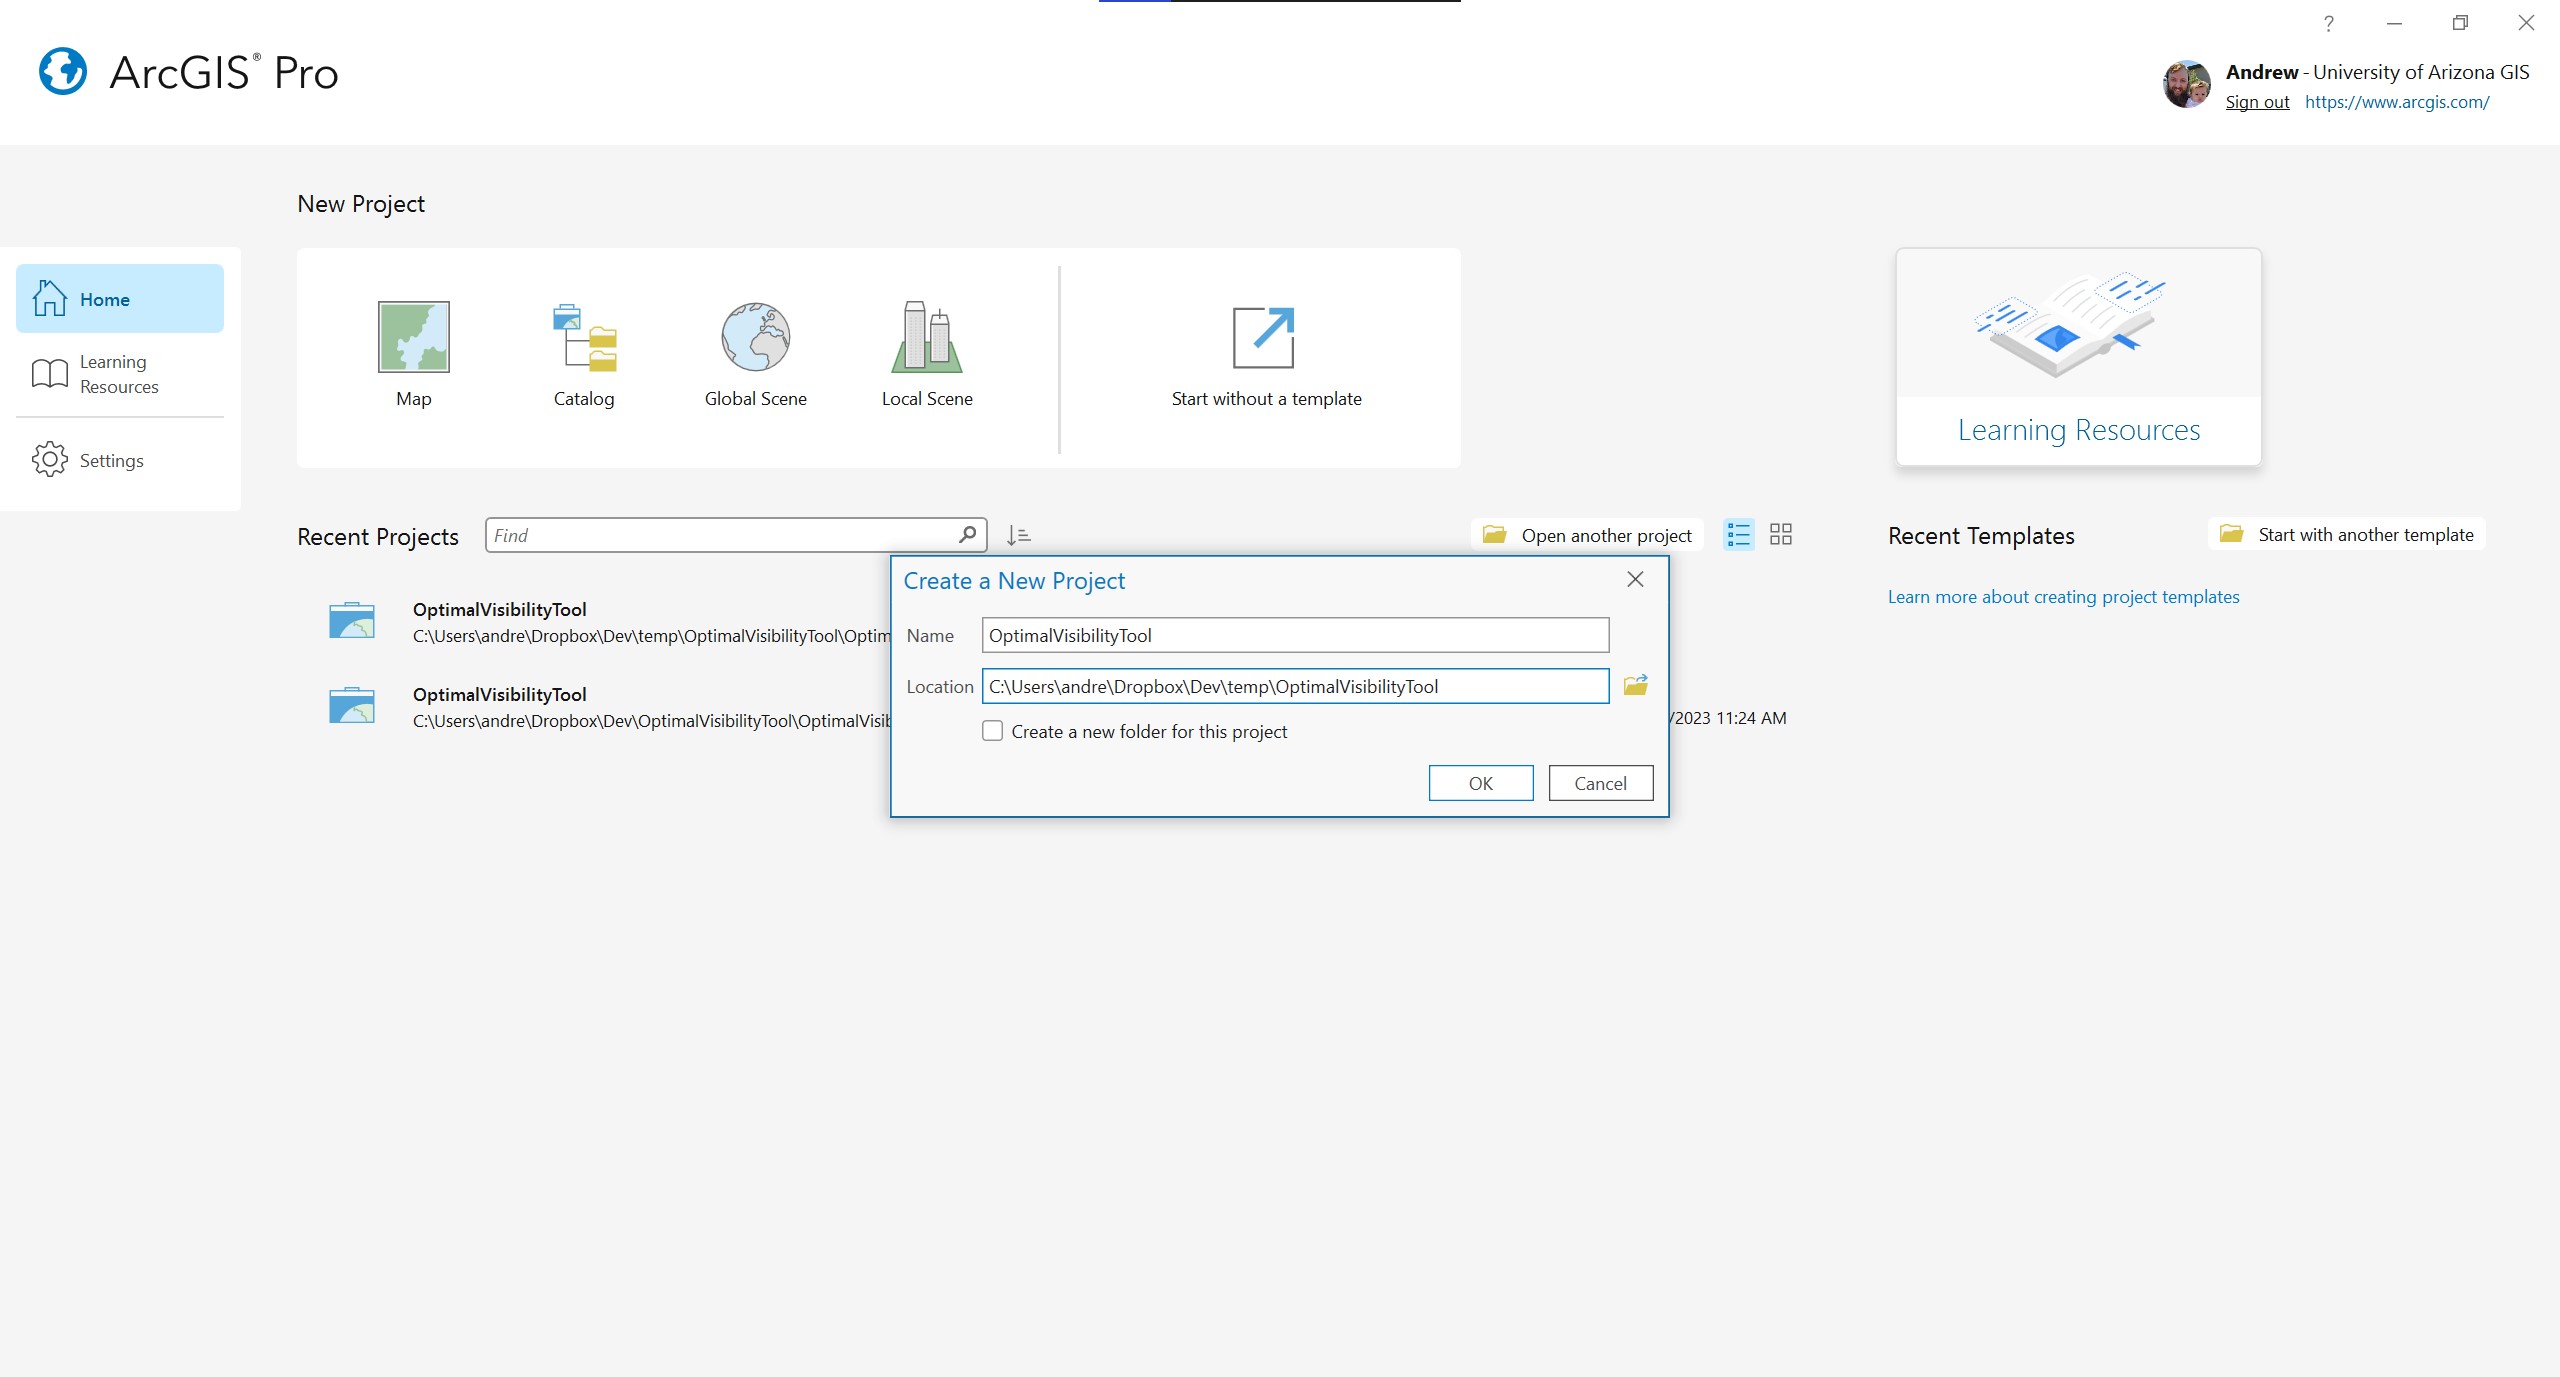 ArcGIS® Pro
?
Andrew - University of Arizona GIS
Sign out https://www.arcgis.com/
New Project
Home
Learning
Resources
Settings
Map
Catalog
Global Scene
Local Scene
Start without a template
Learning Resources
Recent Projects
Find
Open another project
Recent Templates
Start with another template
Learn more about creating project templates
OptimalVisibilityTool
C:\Users\andre\Dropbox\Dev\temp\OptimalVisibilityTool\Optim
OptimalVisibilityTool
C:\Users\andre\Dropbox\Dev\OptimalVisibilityTool\OptimalVisib
/2023 11:24 AM
Create a New Project
Name OptimalVisibilityTool
Location C:\Users\andre\Dropbox\Dev\temp\OptimalVisibilityTool
Create a new folder for this project
OK
Cancel